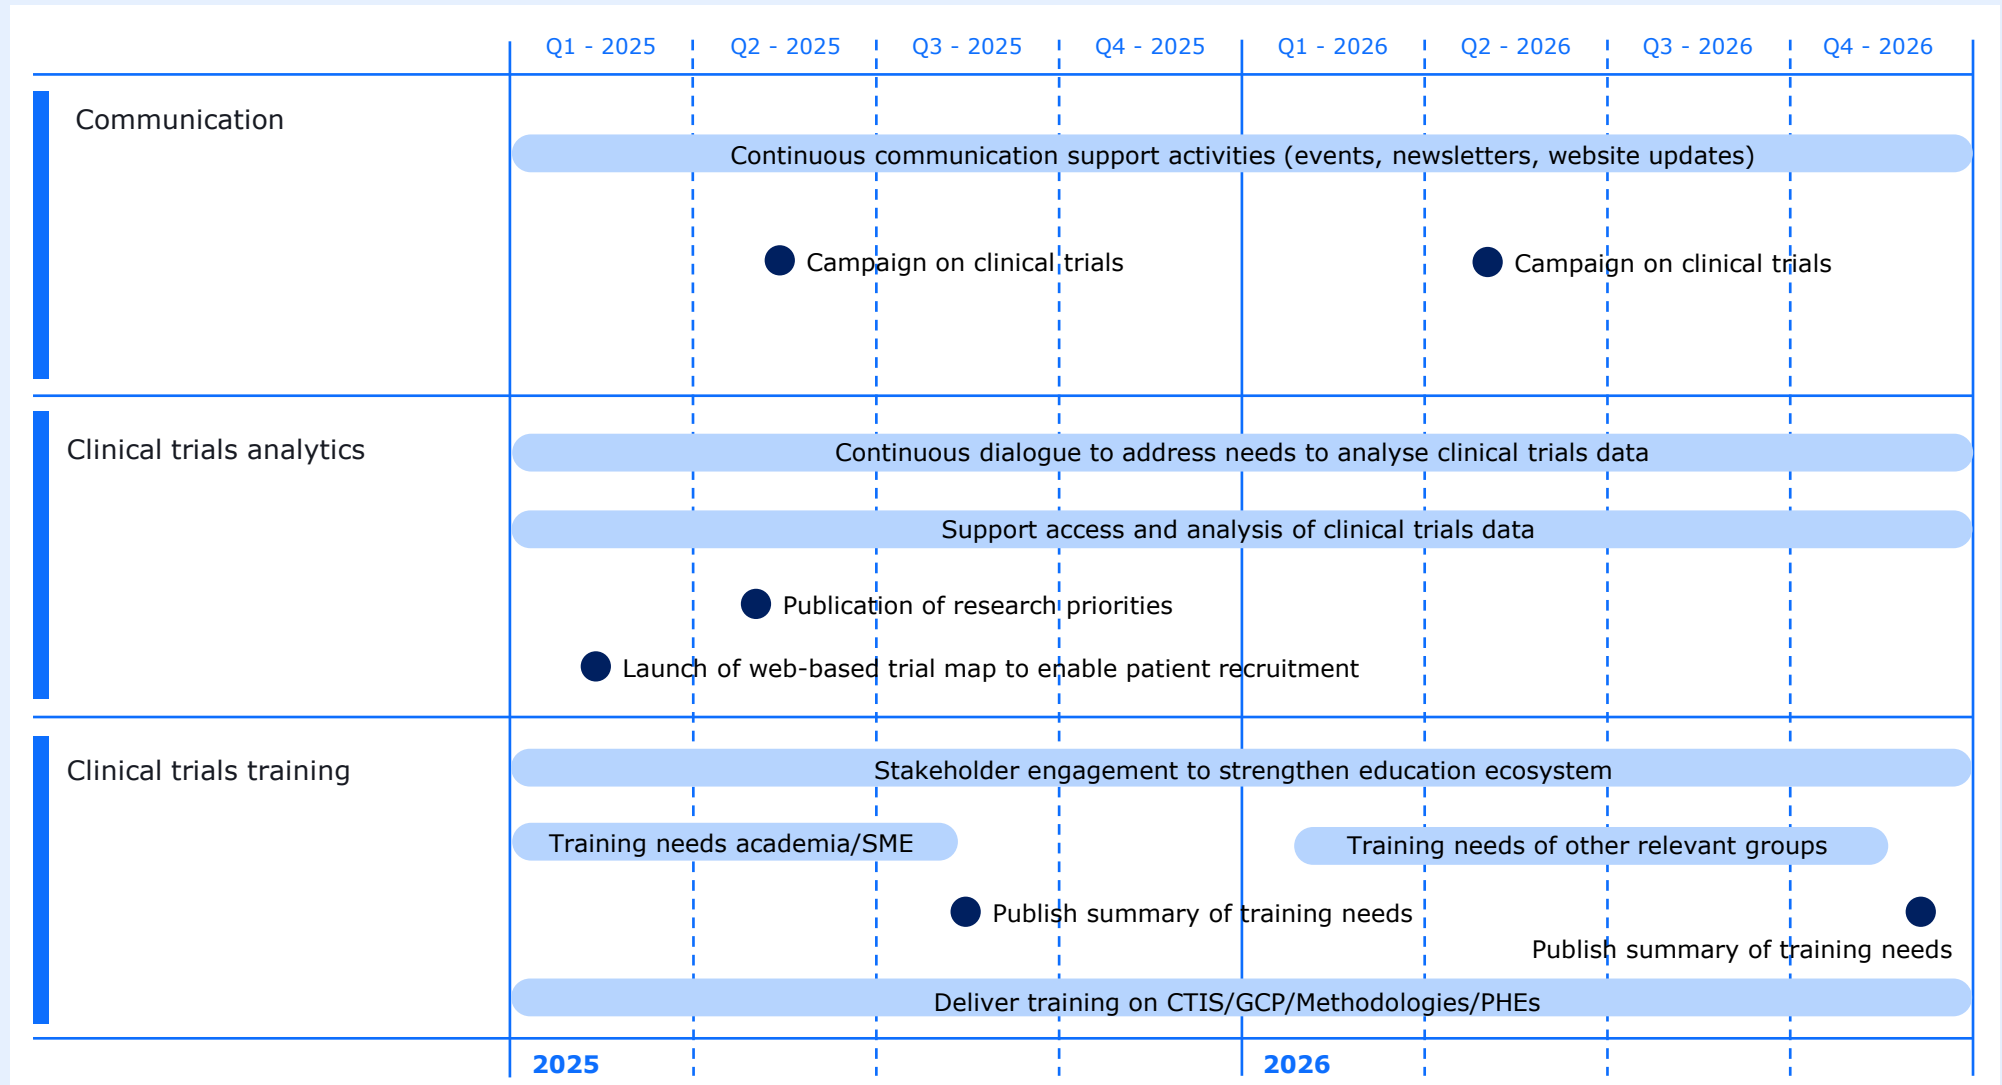 Q1 - 2025
Q2 - 2025
Q3 - 2025
Q4 - 2025
Q1 - 2026
Q2 - 2026
Q3 - 2026
Q4 - 2026
Communication
Continuous communication support activities (events, newsletters, website updates)
Campaign on clinical trials
Campaign on clinical trials
Clinical trials analytics
Continuous dialogue to address needs to analyse clinical trials data
Support access and analysis of clinical trials data
Publication of research priorities
Launch of web-based trial map to enable patient recruitment
Clinical trials training
Stakeholder engagement to strengthen education ecosystem
Training needs academia/SME
Training needs of other relevant groups
Publish summary of training needs
Publish summary of training needs
Deliver training on CTIS/GCP/Methodologies/PHEs
2025
2026